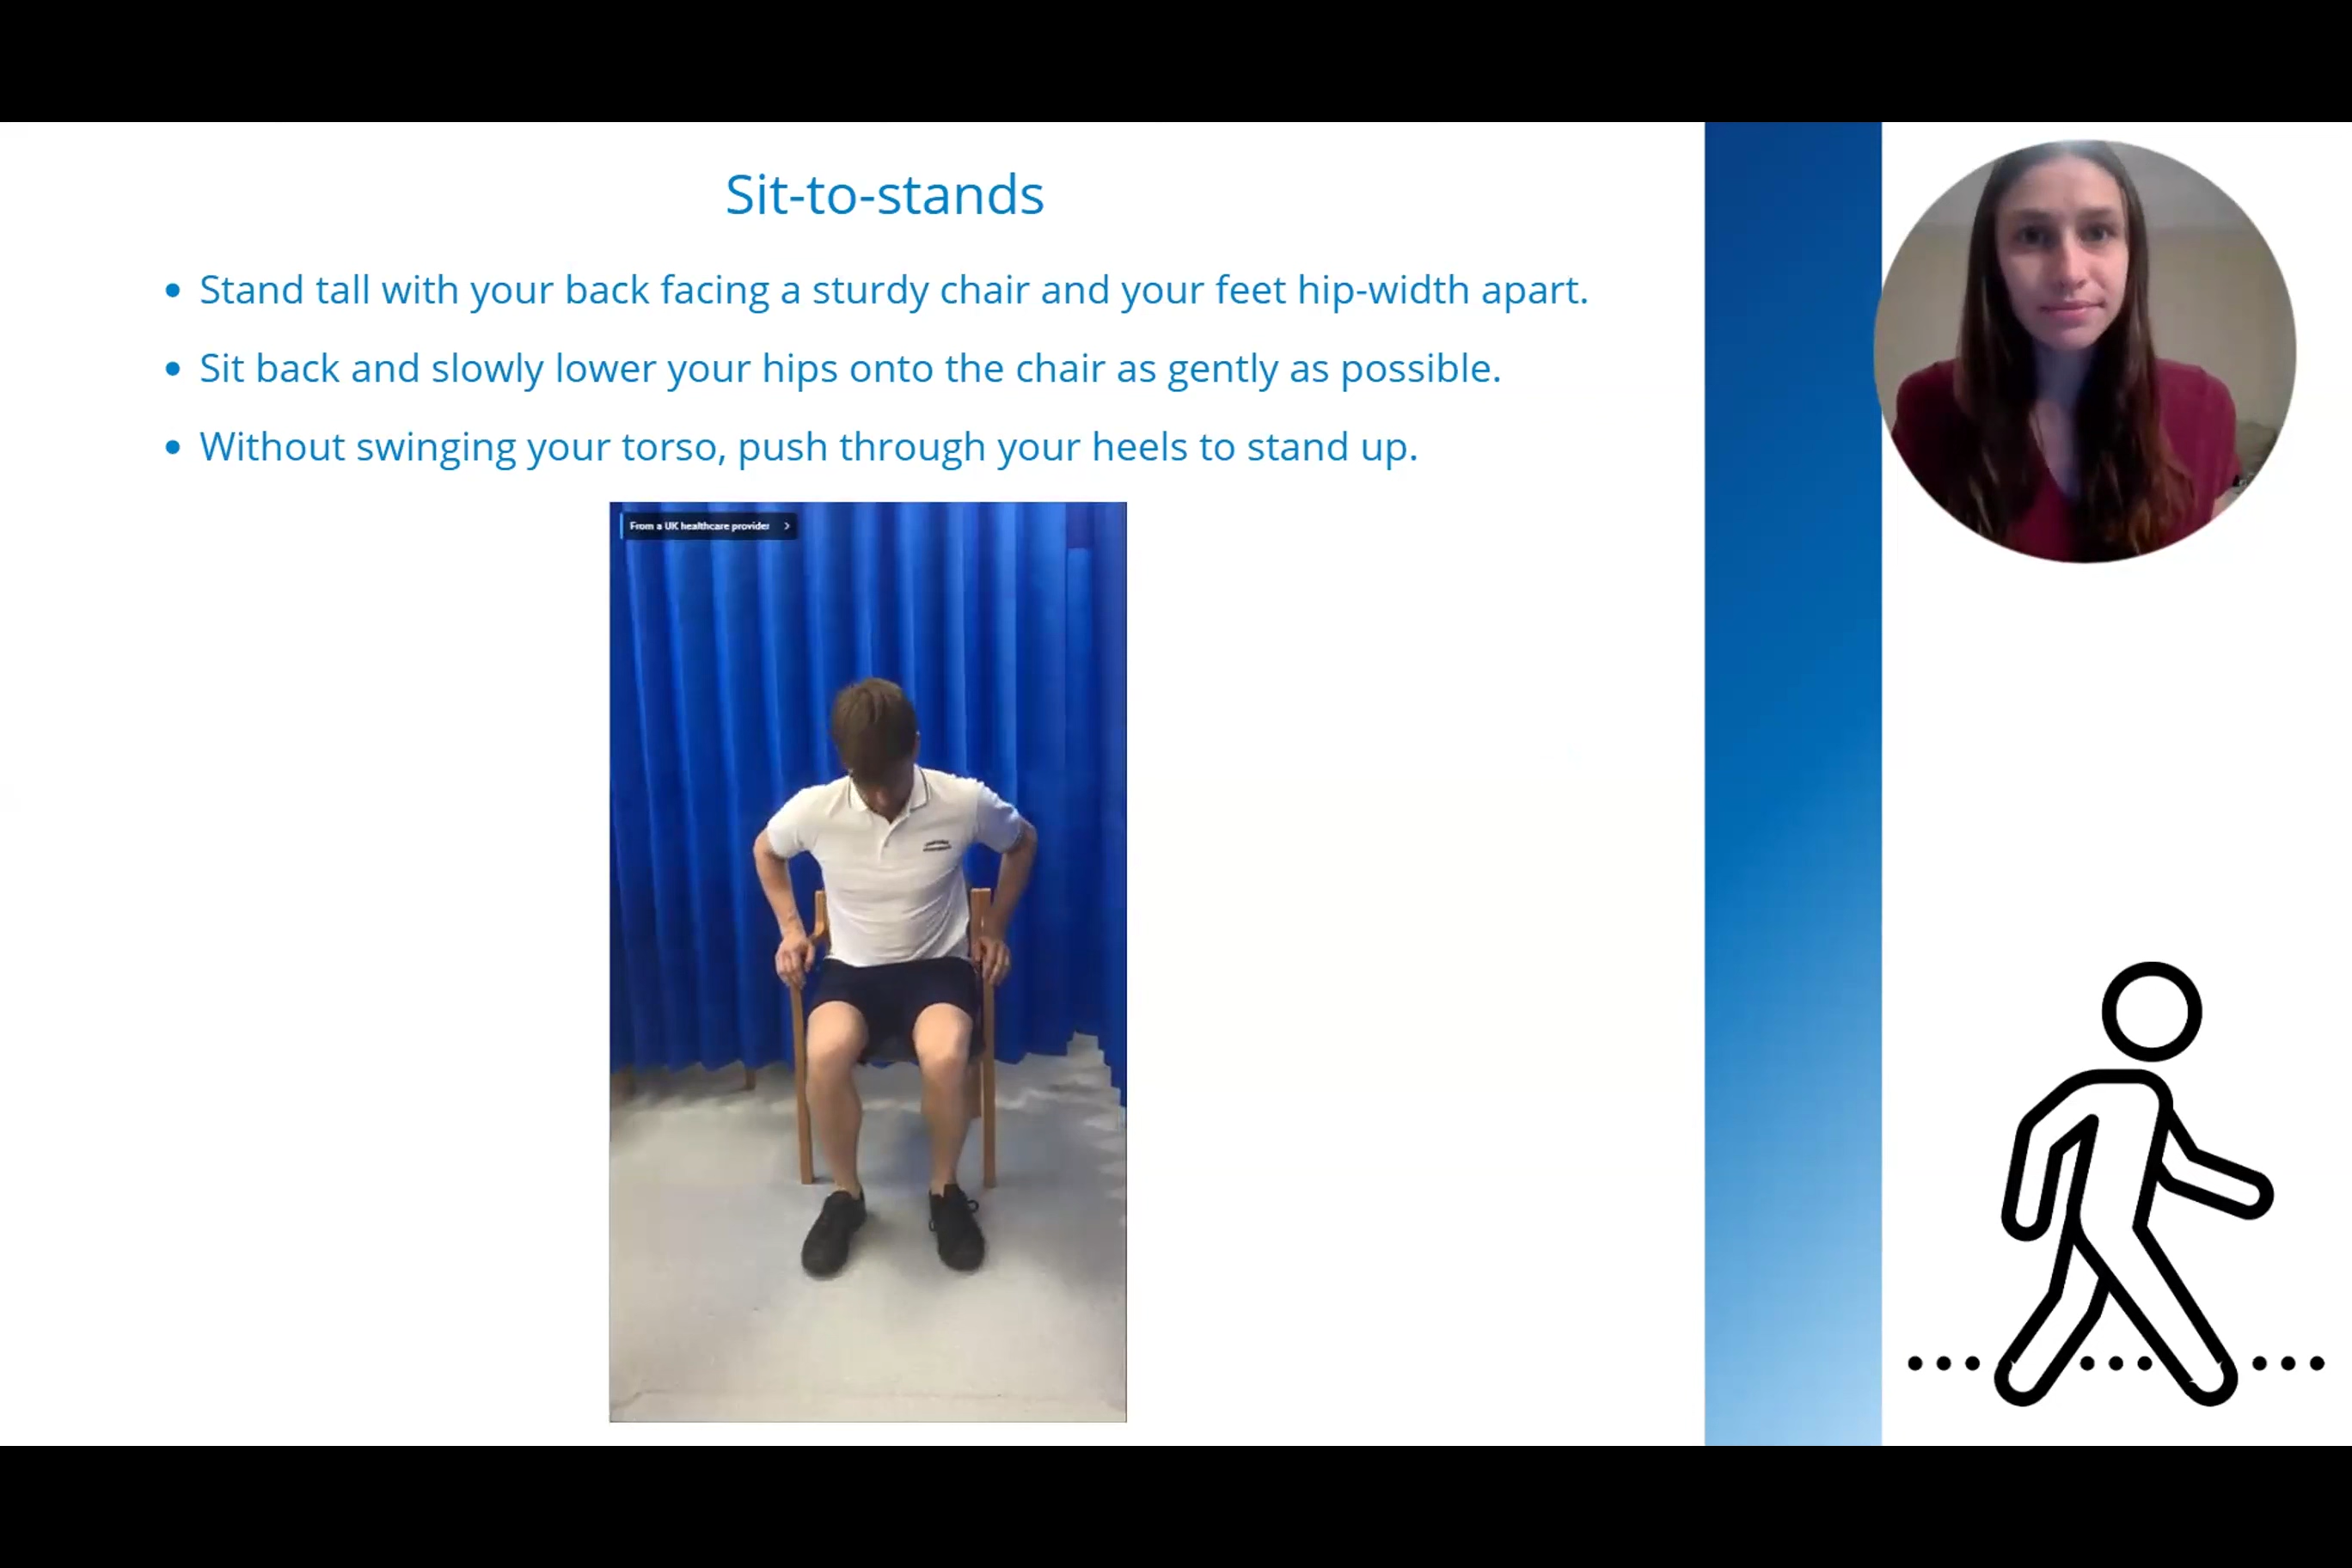 Sit-to-stands
• Stand tall with your back facing a sturdy chair and your feet hip-width apart.
• Sit back and slowly lower your hips onto the chair as gently as possible.
• Without swinging your torso, push through your heels to stand up.
From a UK healthcare provider >